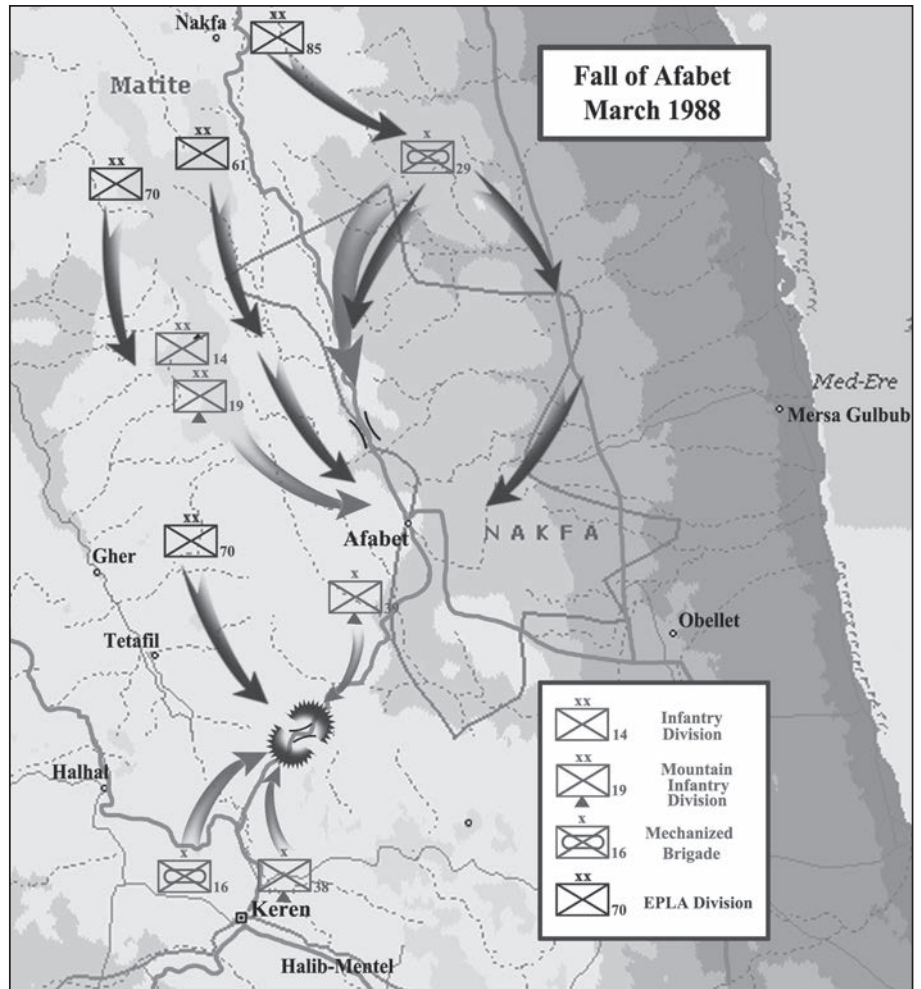 Nakfa
xx
85
Fall of Afabet
March 1988
Matite
xx
61
x
29
xx
70
xx
14
xx
19
Med-Ere
Mersa Gulbub
xx
70
Afabet
NAKFA
Gher
x
39
Obellet
Tetafil
Halhal
x
16
x
38
Keren
Halib-Mentel
xx
14
Infantry
Division
xx
19
Mountain
Infantry
Division
x
16
Mechanized
Brigade
xx
70
EPLA Division